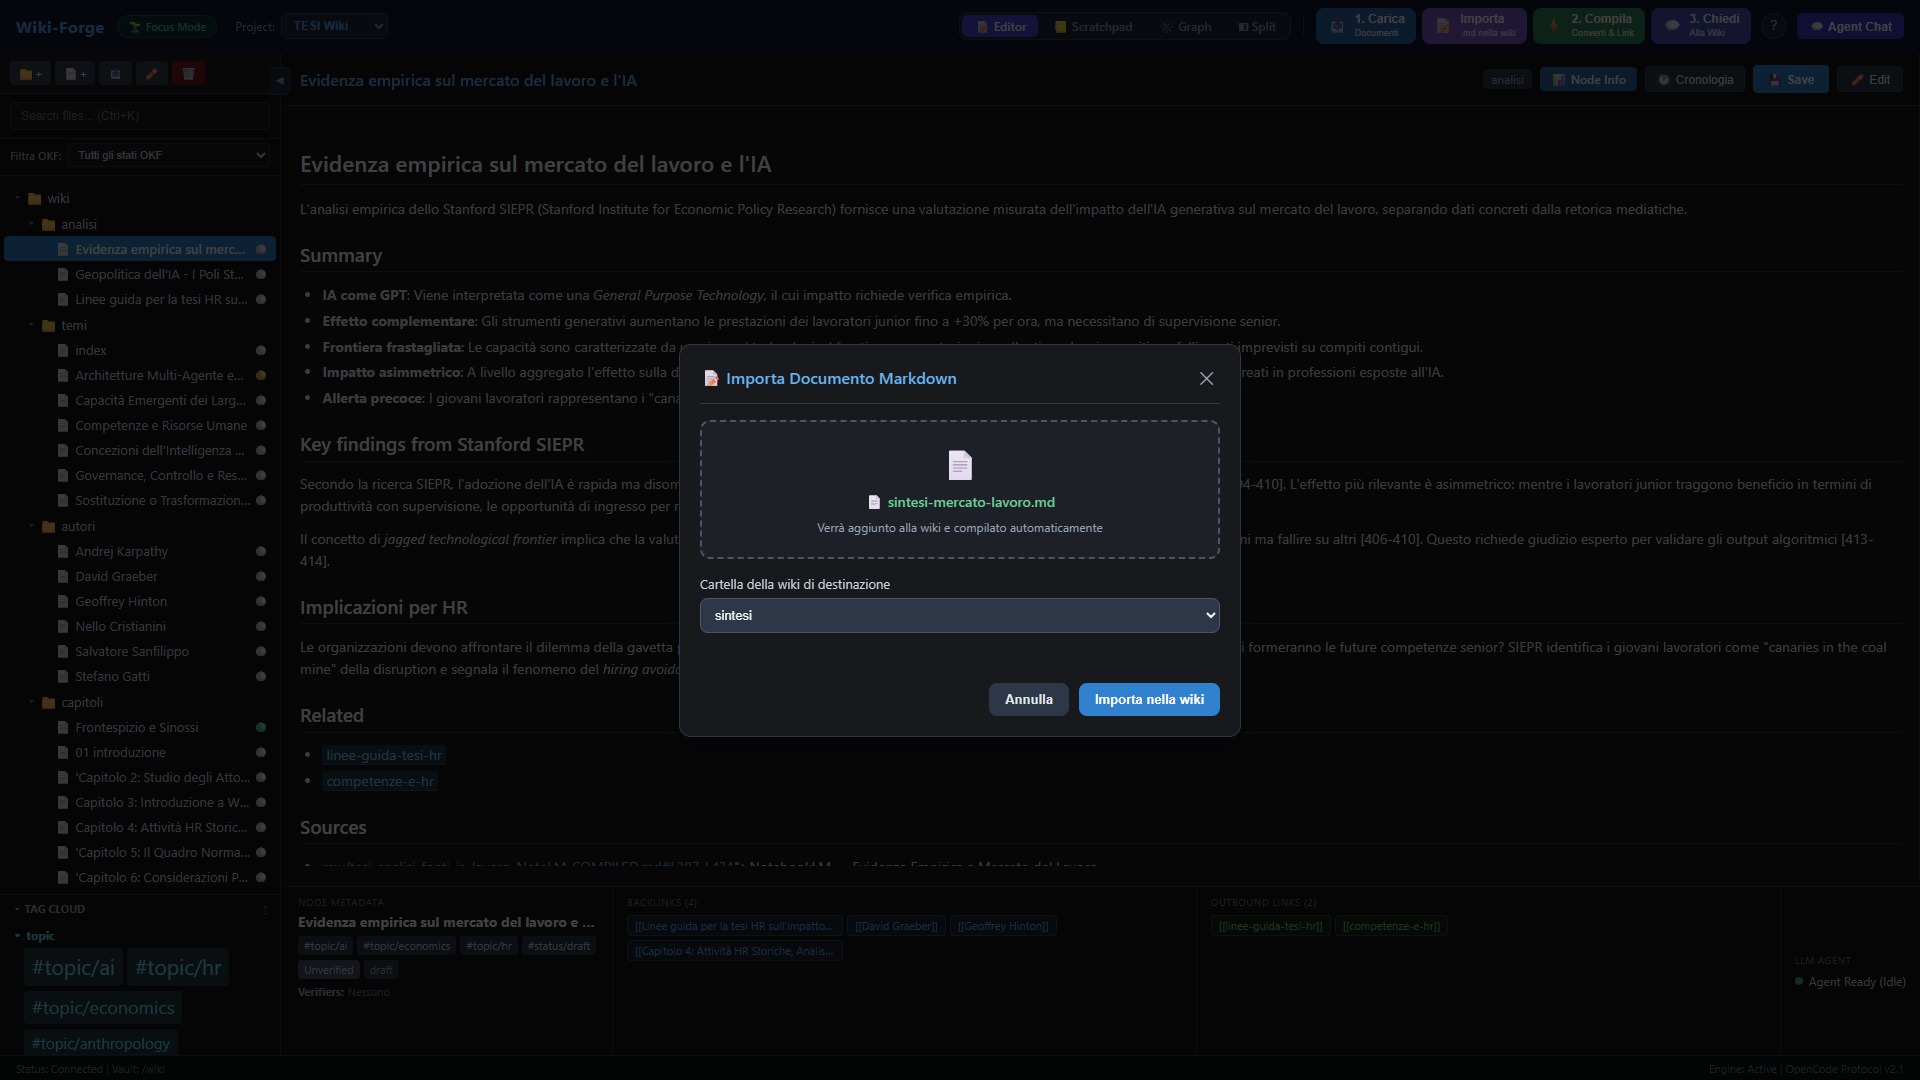 Wiki-Forge
Focus Mode
Project:
TESI Wiki
Editor
Scratchpad
Graph
Split
1. Carica
Documenti
Importa
.md nella wiki
2. Compila
Converti & Link
3. Chiedi
Alla Wiki
?
Agent Chat
Search files... (Ctrl+K)
Filtra OKF:
Tutti gli stati OKF
wiki
analisi
Evidenza empirica sul merc...
Geopolitica dell'IA - I Poli St...
Linee guida per la tesi HR su...
temi
index
Architetture Multi-Agente e...
Capacità Emergenti dei Larg...
Competenze e Risorse Umane
Concezioni dell'Intelligenza ...
Governance, Controllo e Res...
Sostituzione o Trasformazion...
autori
Andrej Karpathy
David Graeber
Geoffrey Hinton
Nello Cristianini
Salvatore Sanfilippo
Stefano Gatti
capitoli
Frontespizio e Sinossi
01 introduzione
'Capitolo 2: Studio degli Atto...
Capitolo 3: Introduzione a W...
Capitolo 4: Attività HR Storic...
'Capitolo 5: Il Quadro Norma...
'Capitolo 6: Considerazioni P...
TAG CLOUD
topic
#topic/ai
#topic/hr
#topic/economics
#topic/anthropology
Evidenza empirica sul mercato del lavoro e l'IA
analisi
Node Info
Cronologia
Save
Edit
Evidenza empirica sul mercato del lavoro e l'IA
L'analisi empirica dello Stanford SIEPR (Stanford Institute for Economic Policy Research) fornisce una valutazione misurata dell'impatto dell'IA generativa sul mercato del lavoro, separando dati concreti dalla retorica mediatiche.
Summary
IA come GPT: Viene interpretata come una General Purpose Technology, il cui impatto richiede verifica empirica.
Effetto complementare: Gli strumenti generativi aumentano le prestazioni dei lavoratori junior fino a +30% per ora, ma necessitano di supervisione senior.
Frontiera frastagliata: Le capacità sono caratterizzate da
imprevisti su compiti contigui.
Impatto asimmetrico: A livello aggregato l'effetto sulla d
reati in professioni esposte all'IA.
Allerta precoce: I giovani lavoratori rappresentano i "cana
Key findings from Stanford SIEPR
Secondo la ricerca SIEPR, l'adozione dell'IA è rapida ma disom
4-410]. L'effetto più rilevante è asimmetrico: mentre i lavoratori junior traggono beneficio in termini di
produttività con supervisione, le opportunità di ingresso per r
Il concetto di jagged technological frontier implica che la valut
ni ma fallire su altri [406-410]. Questo richiede giudizio esperto per validare gli output algoritmici [413-
414].
Implicazioni per HR
Le organizzazioni devono affrontare il dilemma della gavetta
i formeranno le future competenze senior? SIEPR identifica i giovani lavoratori come "canaries in the coal
mine" della disruption e segnala il fenomeno del hiring avoida
Related
linee-guida-tesi-hr
competenze-e-hr
Sources
Importa Documento Markdown
sintesi-mercato-lavoro.md
Verrà aggiunto alla wiki e compilato automaticamente
Cartella della wiki di destinazione
sintesi
Annulla
Importa nella wiki
NODE METADATA
Evidenza empirica sul mercato del lavoro e ...
#topic/ai
#topic/economics
#topic/hr
#status/draft
Unverified
draft
Verifiers: Nessuno
BACKLINKS (4)
[[Linee guida per la tesi HR sull'impatto...
[[David Graeber]]
[[Geoffrey Hinton]]
[[Capitolo 4: Attività HR Storiche, Analis...
OUTBOUND LINKS (2)
[[linee-guida-tesi-hr]]
[[competenze-e-hr]]
LLM AGENT
Agent Ready (Idle)
Status: Connected | Vault: /wiki
Engine: Active | OpenCode Protocol v2.1